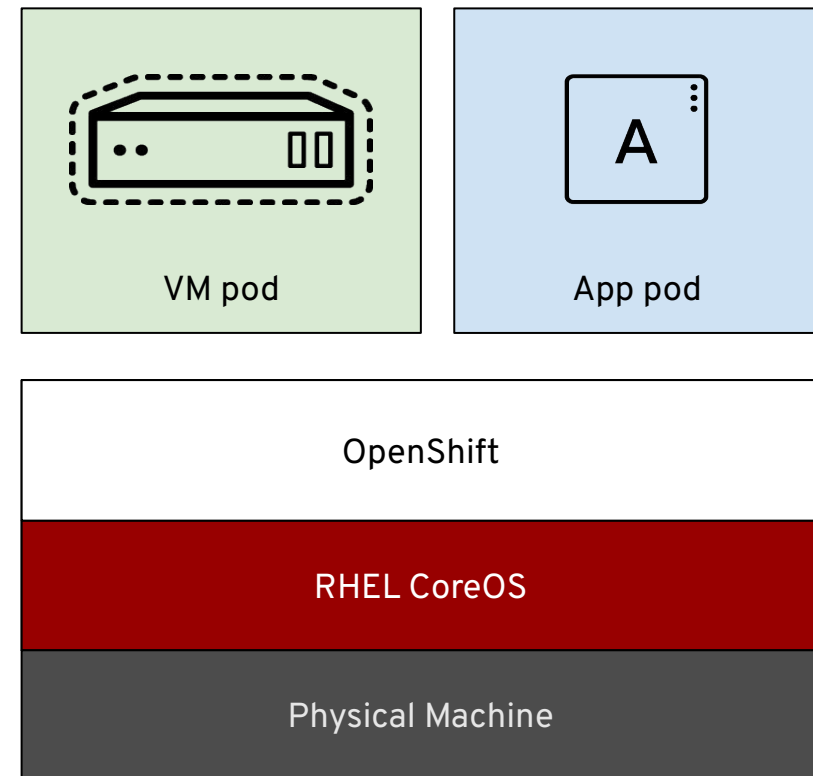 A
VM pod
App pod
OpenShift
RHEL CoreOS
Physical Machine